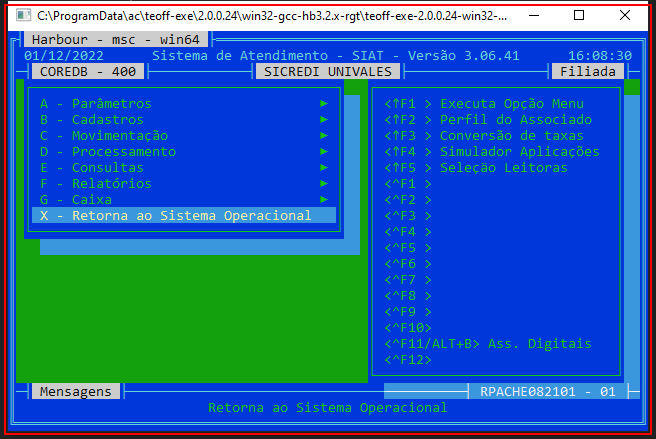 C:\ProgramData\ac\teoff-exe\2.0.0.24\win32-gcc-hb3.2.x-rgt\teoff-exe-2.0.0.24-win32-...
Harbour - msc - win64
01/12/2022 Sistema de Atendimento - SIAT - Versão 3.06.41 16:08:30
COREDB - 400 SICREDI UNIVALES Filiada
A - Parâmetros ►
B - Cadastros ►
C - Movimentação ►
D - Processamento ►
E - Consultas ►
F - Relatórios ►
G - Caixa ►
X - Retorna ao Sistema Operacional
<↑F1 > Executa Opção Menu
<↑F2 > Perfil do Associado
<↑F3 > Conversão de taxas
<↑F4 > Simulador Aplicações
<↑F5 > Seleção Leitoras
<^F1 >
<^F2 >
<^F3 >
<^F4 >
<^F5 >
<^F6 >
<^F7 >
<^F8 >
<^F9 >
<^F10>
<^F11/ALT+B> Ass. Digitais
<^F12>
Mensagens RPACHE082101 - 01
Retorna ao Sistema Operacional